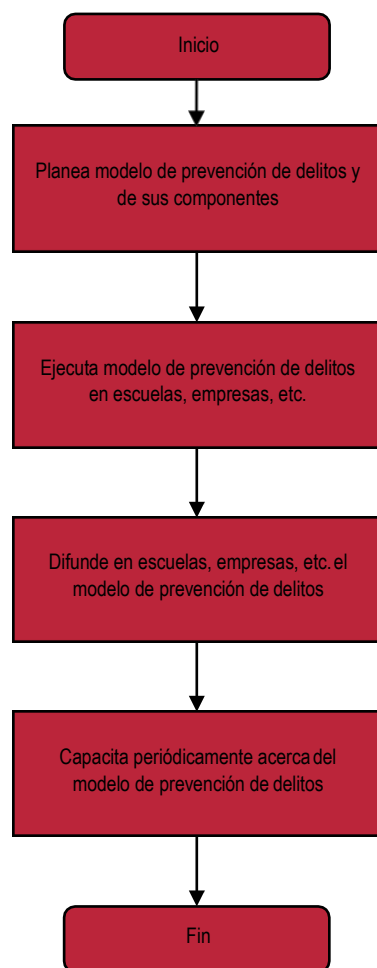 Inicio
Planea modelo de prevención de delitos y
de sus componentes
Ejecuta modelo de prevención de delitos
en escuelas, empresas, etc.
Difunde en escuelas, empresas, etc. el
modelo de prevención de delitos
Capacita periódicamente acerca del
modelo de prevención de delitos
Fin